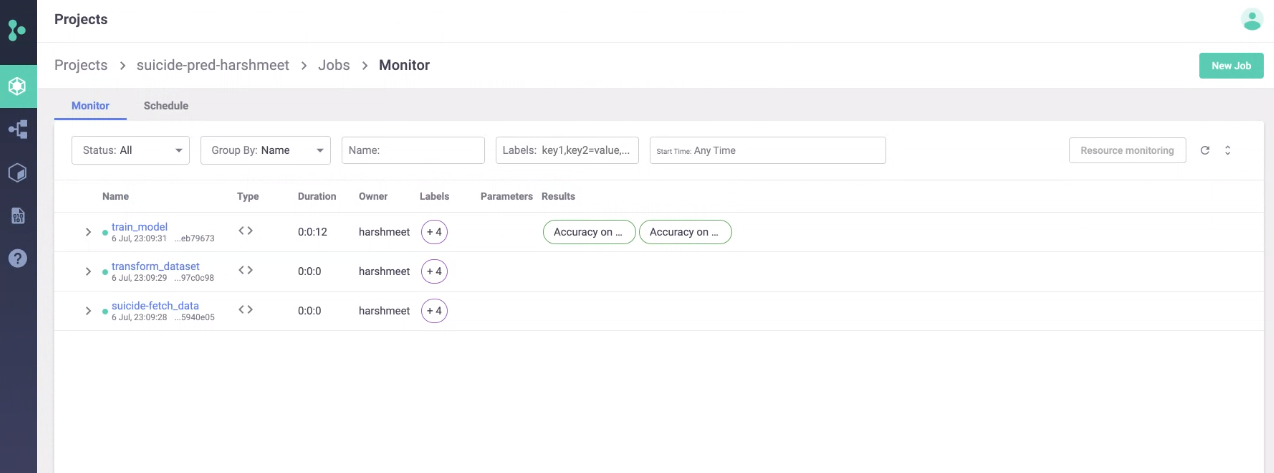 Projects
Projects > suicide-pred-harshmeet > Jobs > Monitor
New Job
Monitor Schedule
Status: All Group By: Name Name: Labels: key1,key2=value,... Start Time: Any Time Resource monitoring
Name Type Duration Owner Labels Parameters Results
train_model
6 Jul, 23:09:31 ...eb79673
<> 0:0:12 harshmeet + 4 Accuracy on ... Accuracy on ...
transform_dataset
6 Jul, 23:09:29 ...97c0c98
<> 0:0:0 harshmeet + 4
suicide-fetch_data
6 Jul, 23:09:28 ...5940e05
<> 0:0:0 harshmeet + 4